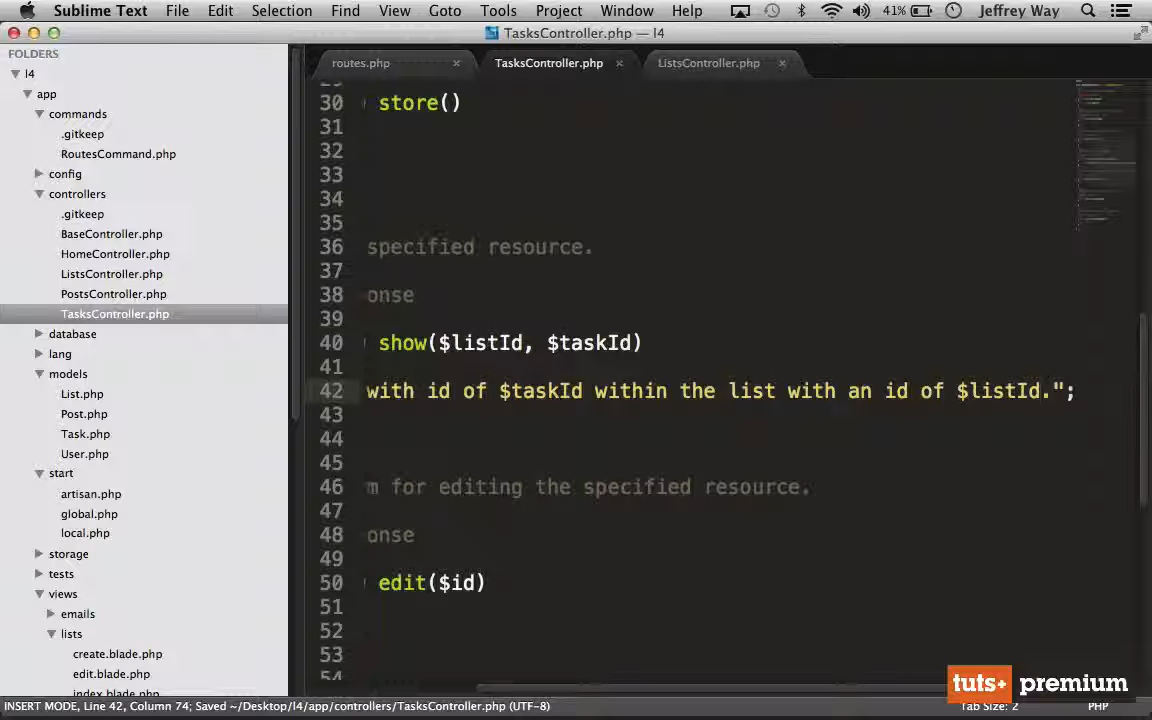 Sublime Text File Edit Selection Find View Goto Tools Project Window Help 41% Jeffrey Way
TasksController.php — l4
FOLDERS
l4
app
commands
.gitkeep
RoutesCommand.php
config
controllers
.gitkeep
BaseController.php
HomeController.php
ListsController.php
PostsController.php
TasksController.php
database
lang
models
List.php
Post.php
Task.php
User.php
start
artisan.php
global.php
local.php
storage
tests
views
emails
lists
create.blade.php
edit.blade.php
index.blade.php
routes.php TasksController.php ListsController.php
30 store()
31
32
33
34
35
36 specified resource.
37
38 onse
39
40 show($listId, $taskId)
41
42 with id of $taskId within the list with an id of $listId.";
43
44
45
46 m for editing the specified resource.
47
48 onse
49
50 edit($id)
51
52
53
54
tuts+ premium
INSERT MODE, Line 42, Column 74; Saved ~/Desktop/l4/app/controllers/TasksController.php (UTF-8) Tab Size: 2 PHP